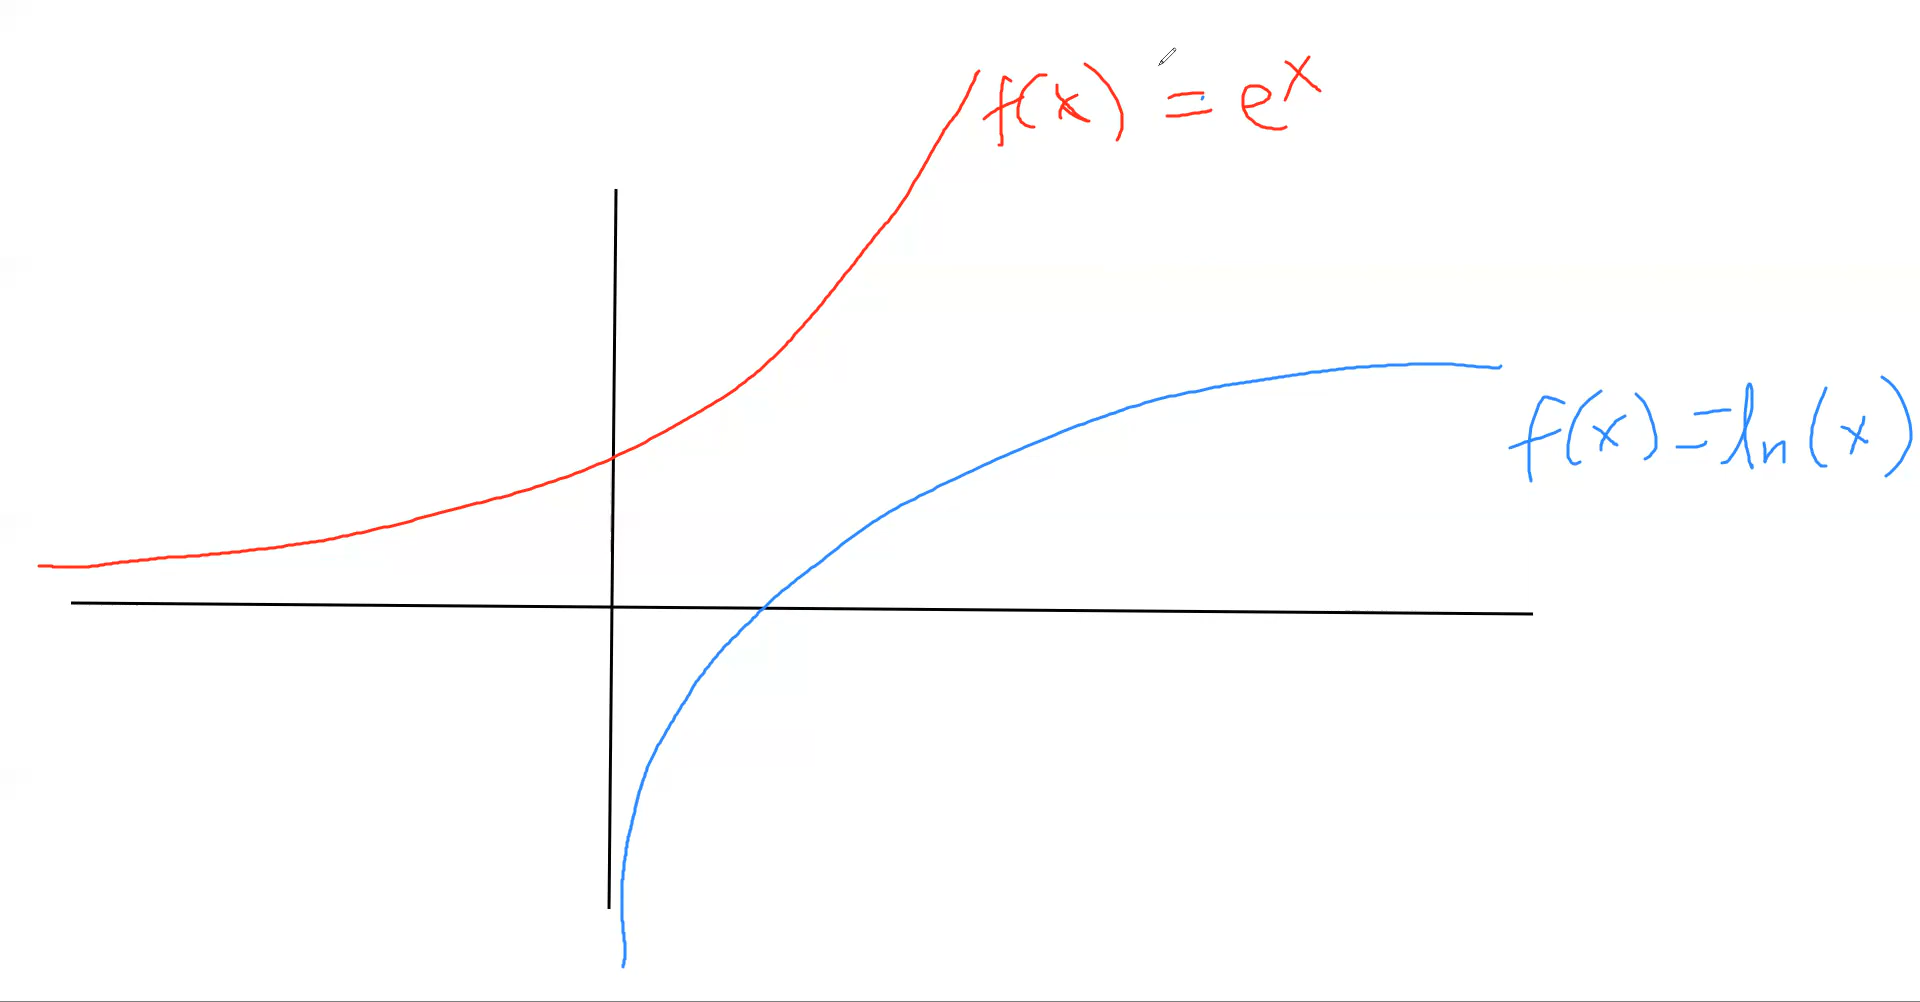 f(x) = e^x
f(x) = ln(x)